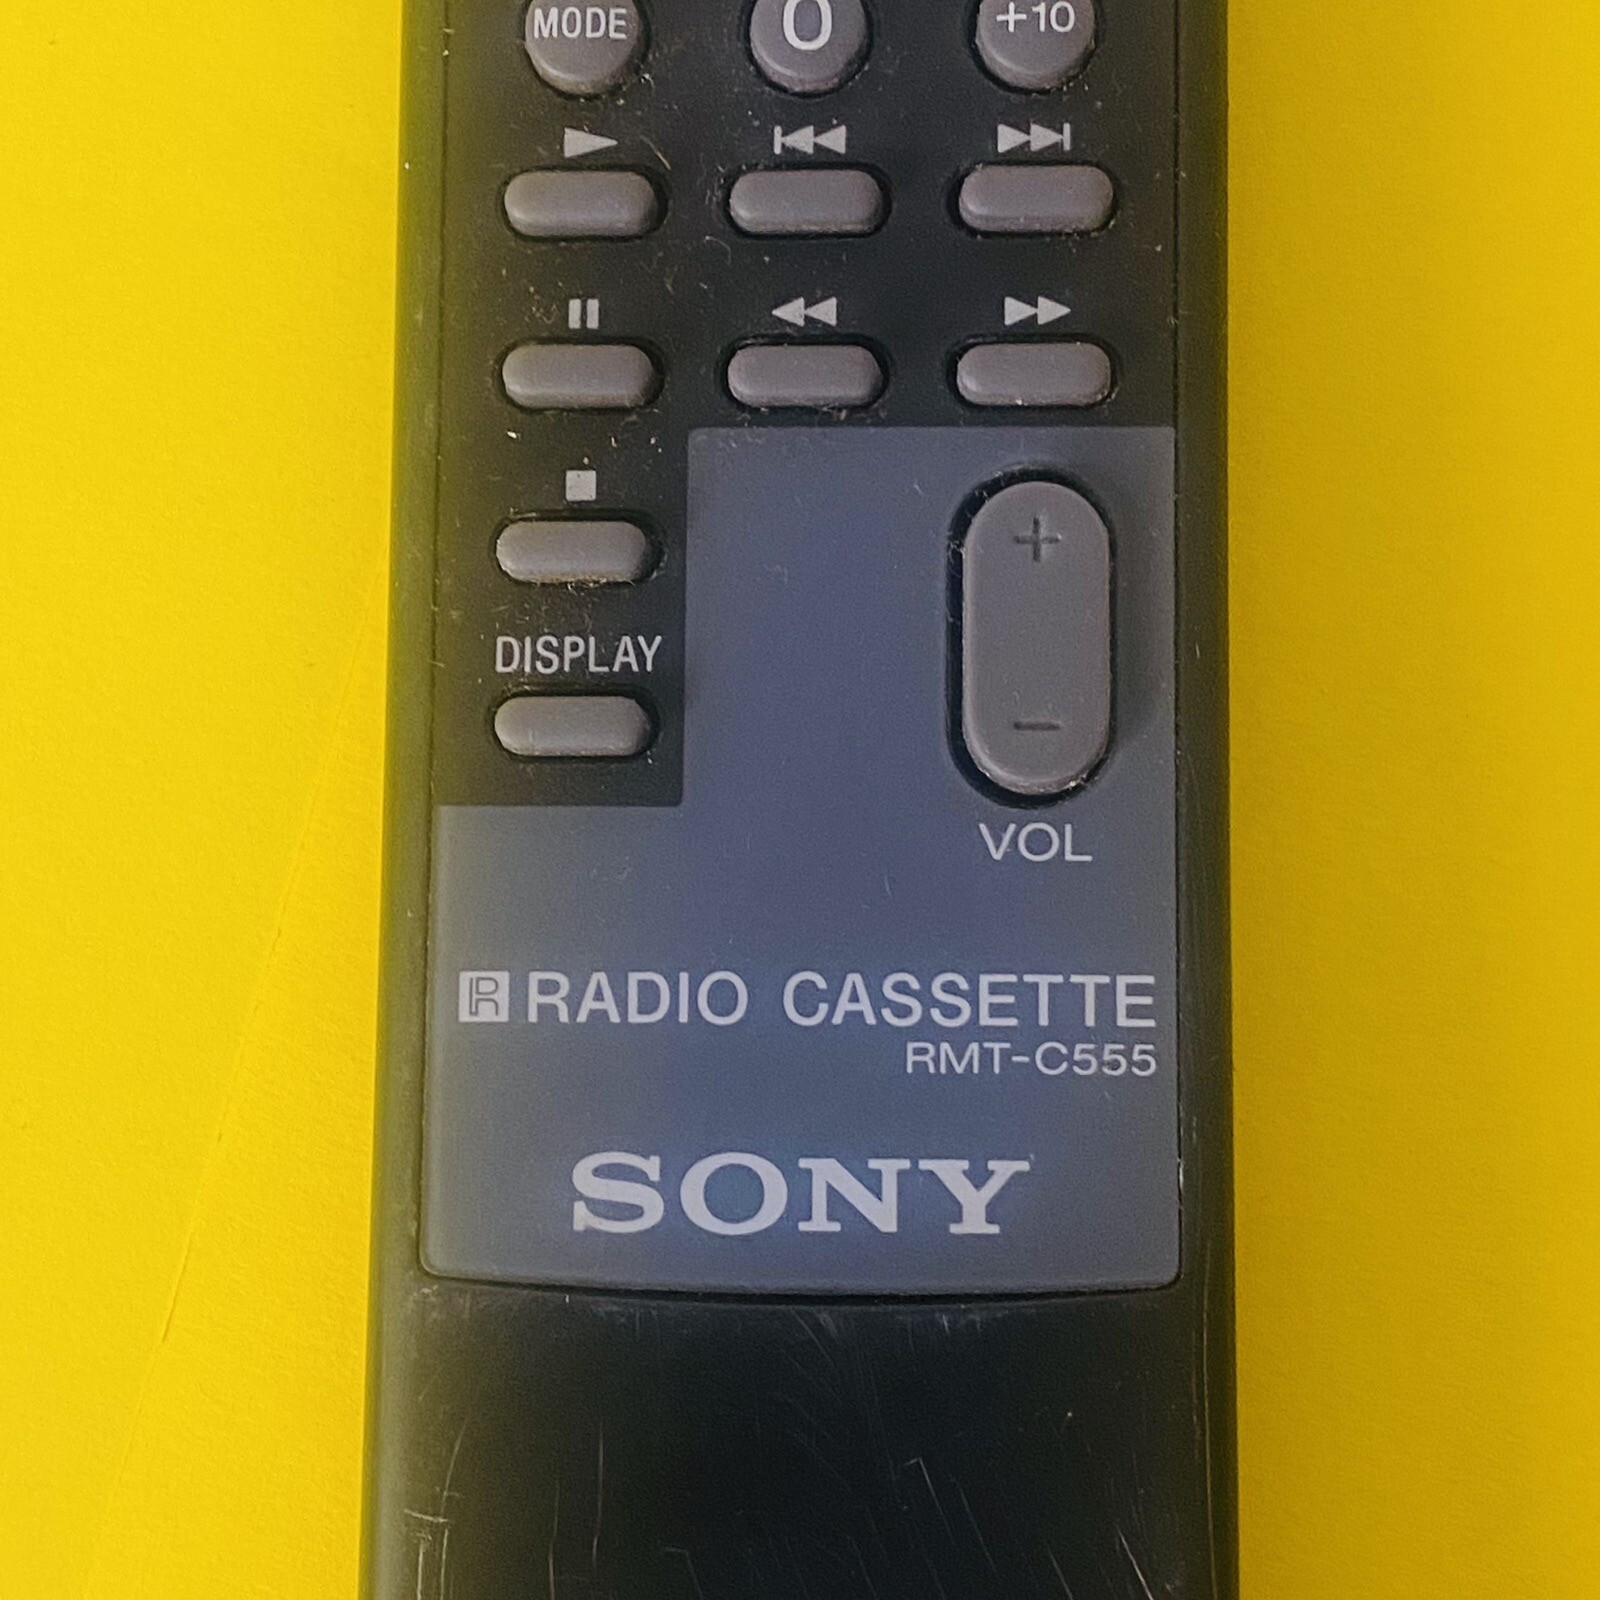 MODE 0 +10
DISPLAY
+
−
VOL
R RADIO CASSETTE
RMT-C555
SONY